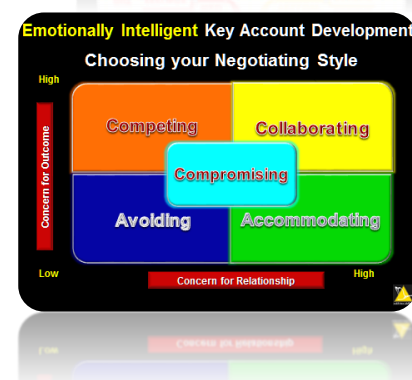 Emotionally Intelligent Key Account Development
Choosing your Negotiating Style
High
Competing
Collaborating
Concern for Outcome
Compromising
Avoiding
Accommodating
Low
Concern for Relationship
High